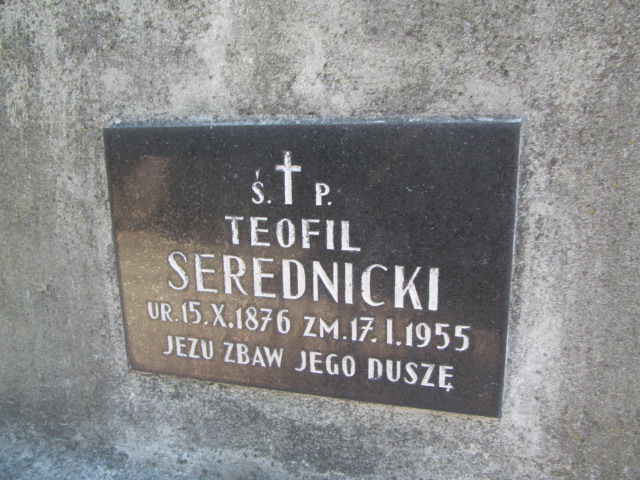 Ś. P.
TEOFIL
SEREDNICKI
UR. 15. X. 1876 ZM. 17. I. 1955
JEZU ZBAW JEGO DUSZĘ